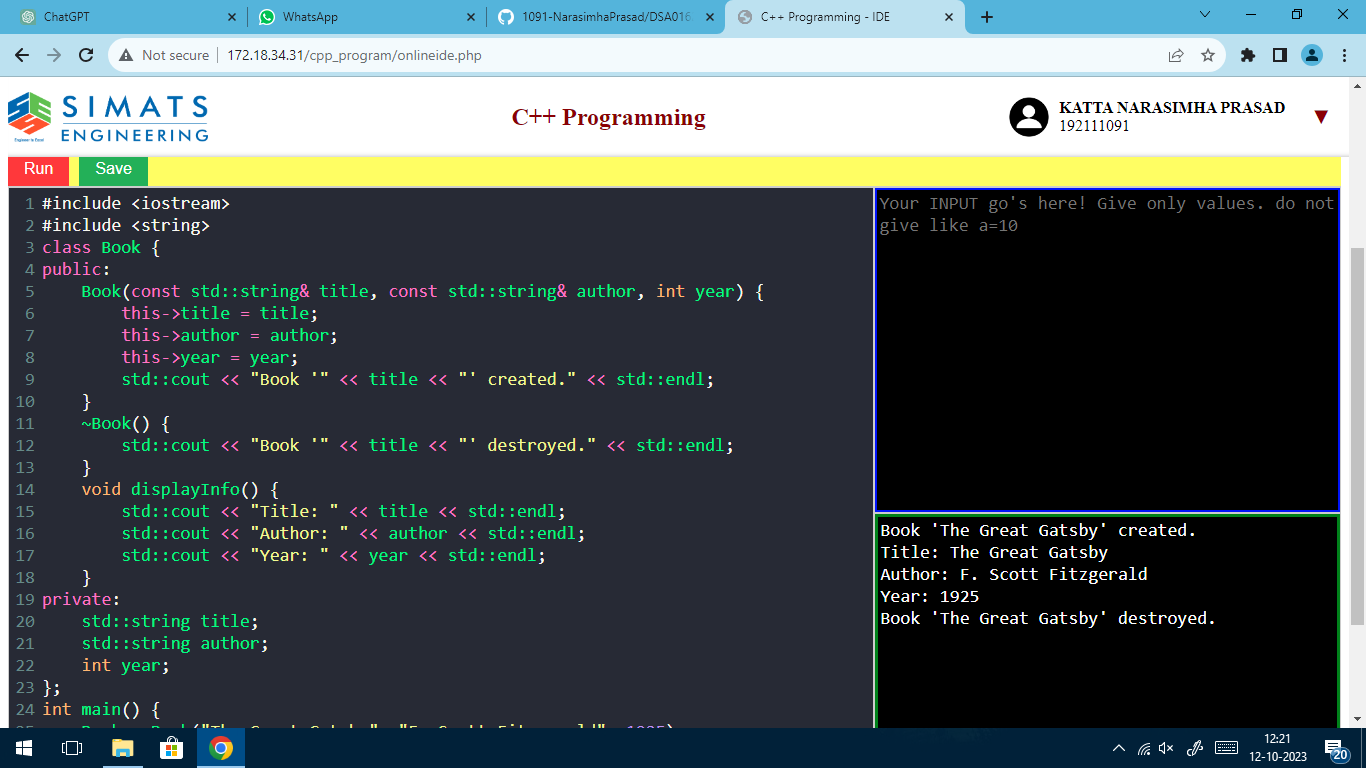 ChatGPT
WhatsApp
1091-NarasimhaPrasad/DSA016
C++ Programming - IDE
Not secure
172.18.34.31/cpp_program/onlineide.php
SIMATS
ENGINEERING
C++ Programming
KATTA NARASIMHA PRASAD
192111091
Run
Save
1 #include <iostream>
2 #include <string>
3 class Book {
4 public:
5     Book(const std::string& title, const std::string& author, int year) {
6         this->title = title;
7         this->author = author;
8         this->year = year;
9         std::cout << "Book '" << title << "' created." << std::endl;
10     }
11     ~Book() {
12         std::cout << "Book '" << title << "' destroyed." << std::endl;
13     }
14     void displayInfo() {
15         std::cout << "Title: " << title << std::endl;
16         std::cout << "Author: " << author << std::endl;
17         std::cout << "Year: " << year << std::endl;
18     }
19 private:
20     std::string title;
21     std::string author;
22     int year;
23 };
24 int main() {
Your INPUT go's here! Give only values. do not
give like a=10
Book 'The Great Gatsby' created.
Title: The Great Gatsby
Author: F. Scott Fitzgerald
Year: 1925
Book 'The Great Gatsby' destroyed.
12:21
12-10-2023
20